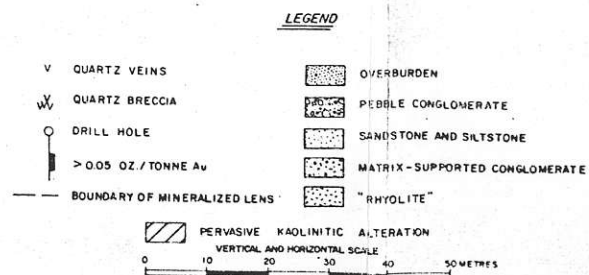 LEGEND
V QUARTZ VEINS
QUARTZ BRECCIA
DRILL HOLE
> 0.05 OZ./TONNE Au
BOUNDARY OF MINERALIZED LENS
OVERBURDEN
PEBBLE CONGLOMERATE
SANDSTONE AND SILTSTONE
MATRIX-SUPPORTED CONGLOMERATE
"RHYOLITE"
PERVASIVE KAOLINITIC ALTERATION
VERTICAL AND HORIZONTAL SCALE
0 10 20 30 40 50 METRES